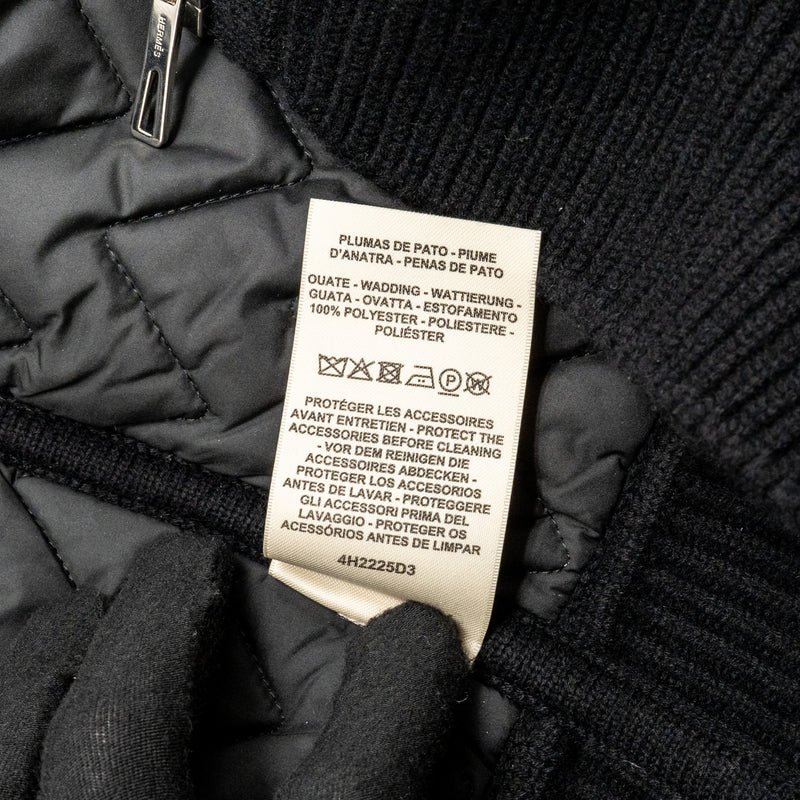 HERMÈS
PLUMAS DE PATO - PIUME
D'ANATRA - PENAS DE PATO
OUATE - WADDING - WATTIERUNG -
GUATA - OVATTA - ESTOFAMENTO
100% POLYESTER - POLIESTERE -
POLIÉSTER
P
W
PROTÉGER LES ACCESSOIRES
AVANT ENTRETIEN - PROTECT THE
ACCESSORIES BEFORE CLEANING
- VOR DEM REINIGEN DIE
ACCESSOIRES ABDECKEN -
PROTEGER LOS ACCESORIOS
ANTES DE LAVAR - PROTEGGERE
GLI ACCESSORI PRIMA DEL
LAVAGGIO - PROTEGER OS
ACESSÓRIOS ANTES DE LIMPAR
4H2225D3